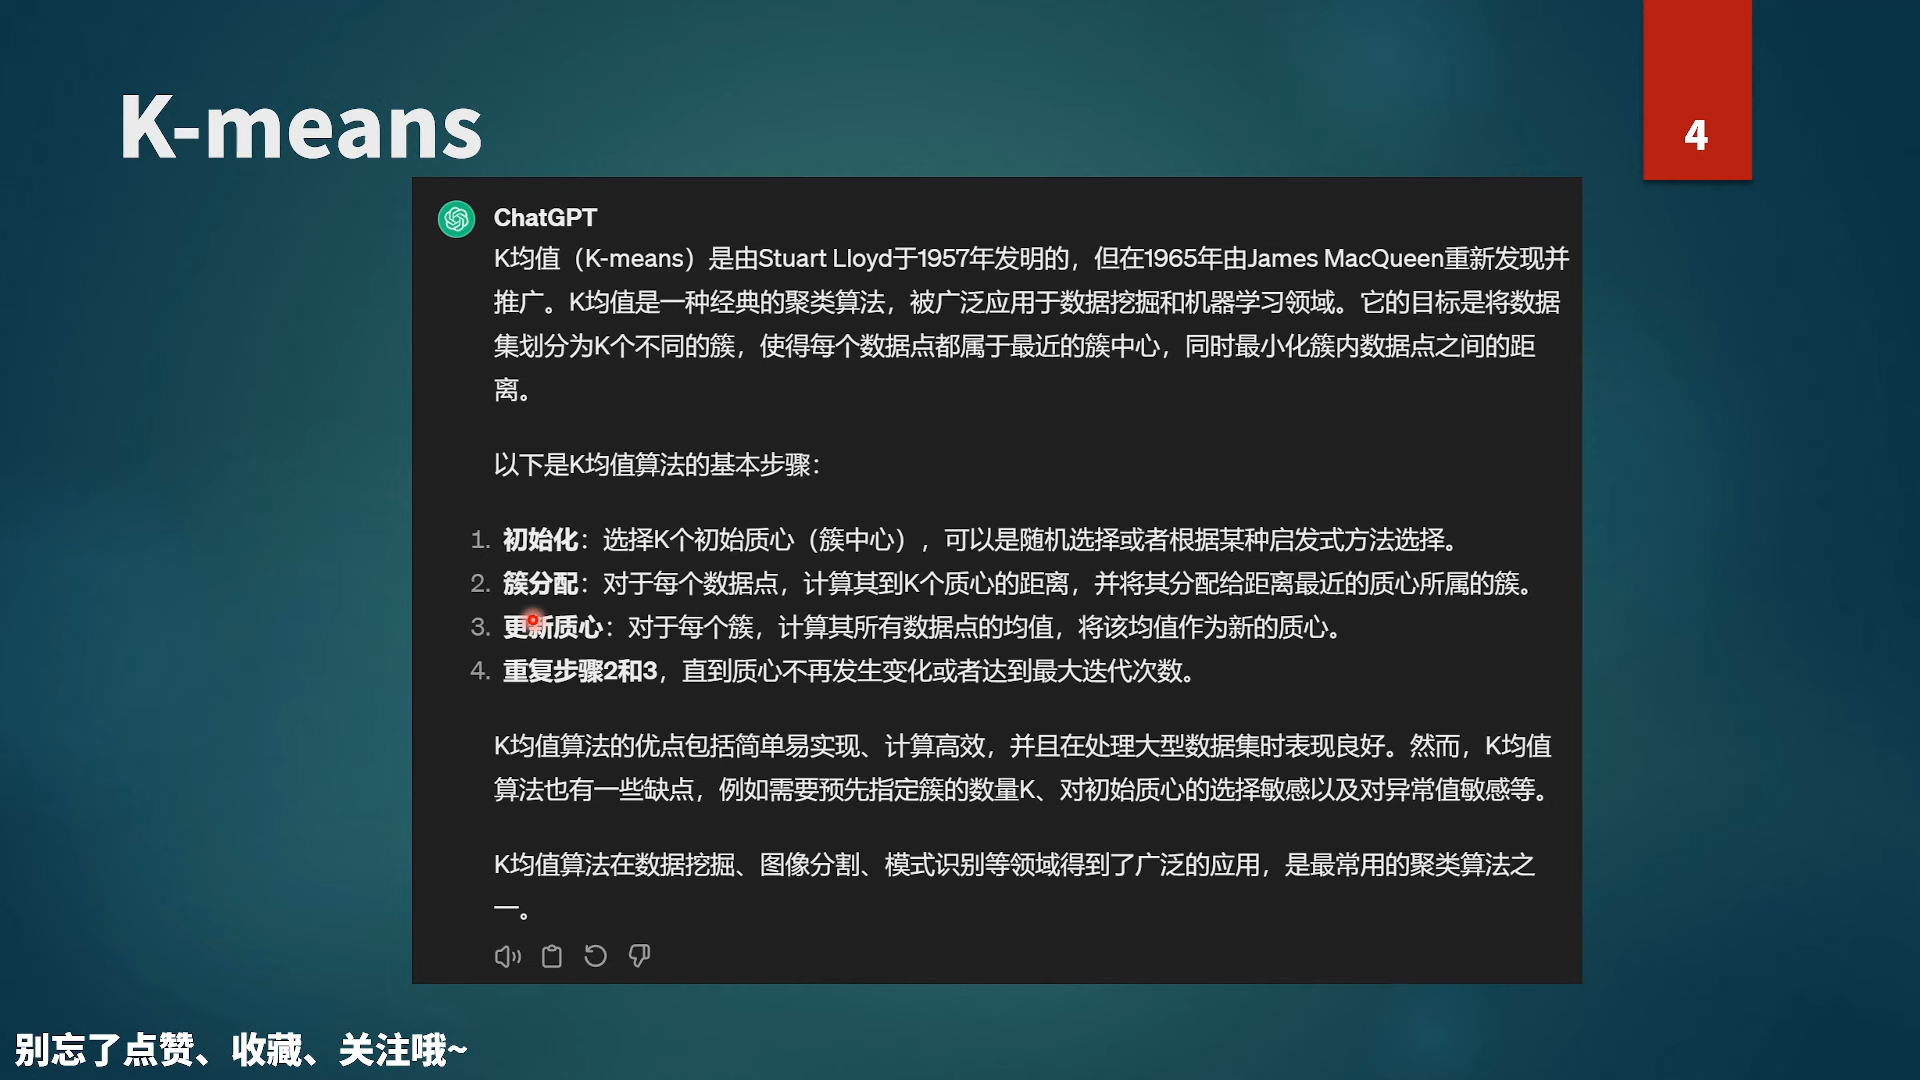 K-means
4
ChatGPT
K均值（K-means）是由Stuart Lloyd于1957年发明的，但在1965年由James MacQueen重新发现并
推广。K均值是一种经典的聚类算法，被广泛应用于数据挖掘和机器学习领域。它的目标是将数据
集划分为K个不同的簇，使得每个数据点都属于最近的簇中心，同时最小化簇内数据点之间的距
离。
以下是K均值算法的基本步骤：
1. 初始化：选择K个初始质心（簇中心），可以是随机选择或者根据某种启发式方法选择。
2. 簇分配：对于每个数据点，计算其到K个质心的距离，并将其分配给距离最近的质心所属的簇。
3. 更新质心：对于每个簇，计算其所有数据点的均值，将该均值作为新的质心。
4. 重复步骤2和3，直到质心不再发生变化或者达到最大迭代次数。
K均值算法的优点包括简单易实现、计算高效，并且在处理大型数据集时表现良好。然而，K均值
算法也有一些缺点，例如需要预先指定簇的数量K、对初始质心的选择敏感以及对异常值敏感等。
K均值算法在数据挖掘、图像分割、模式识别等领域得到了广泛的应用，是最常用的聚类算法之
一。
别忘了点赞、收藏、关注哦~